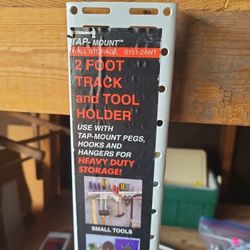 TAP-MOUNT™
WALL STORAGE 0151-24WT
2 FOOT
TRACK
and TOOL
HOLDER
USE WITH
TAP-MOUNT PEGS,
HOOKS AND
HANGERS FOR
HEAVY DUTY
STORAGE!
SMALL TOOLS